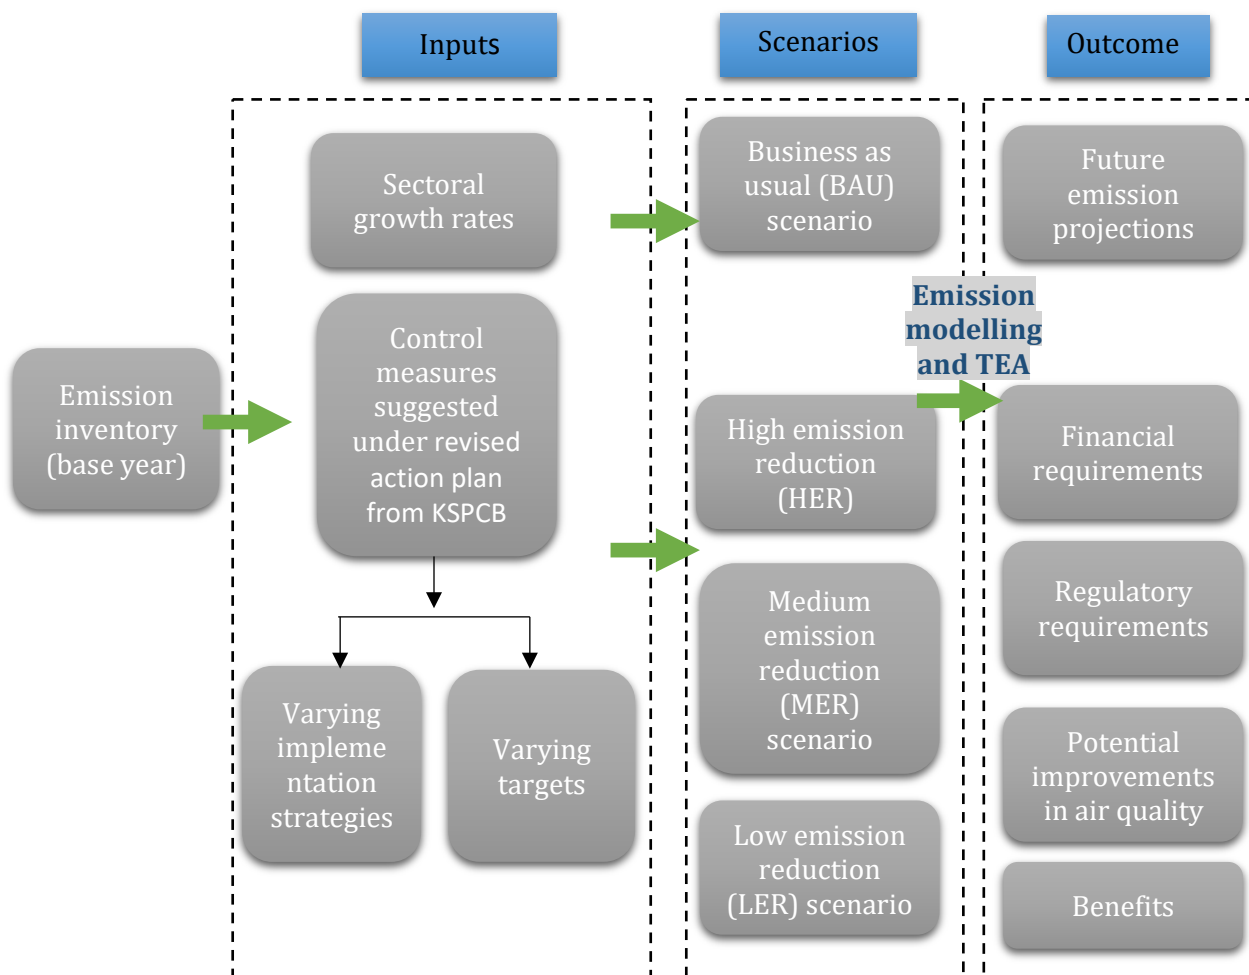 Inputs
Scenarios
Outcome
Emission
inventory
(base year)
Sectoral
growth rates
Control
measures
suggested
under revised
action plan
from KSPCB
Varying
impleme
ntation
strategies
Varying
targets
Business as
usual (BAU)
scenario
High emission
reduction
(HER)
Medium
emission
reduction
(MER)
scenario
Low emission
reduction
(LER) scenario
Emission
modelling
and TEA
Future
emission
projections
Financial
requirements
Regulatory
requirements
Potential
improvements
in air quality
Benefits